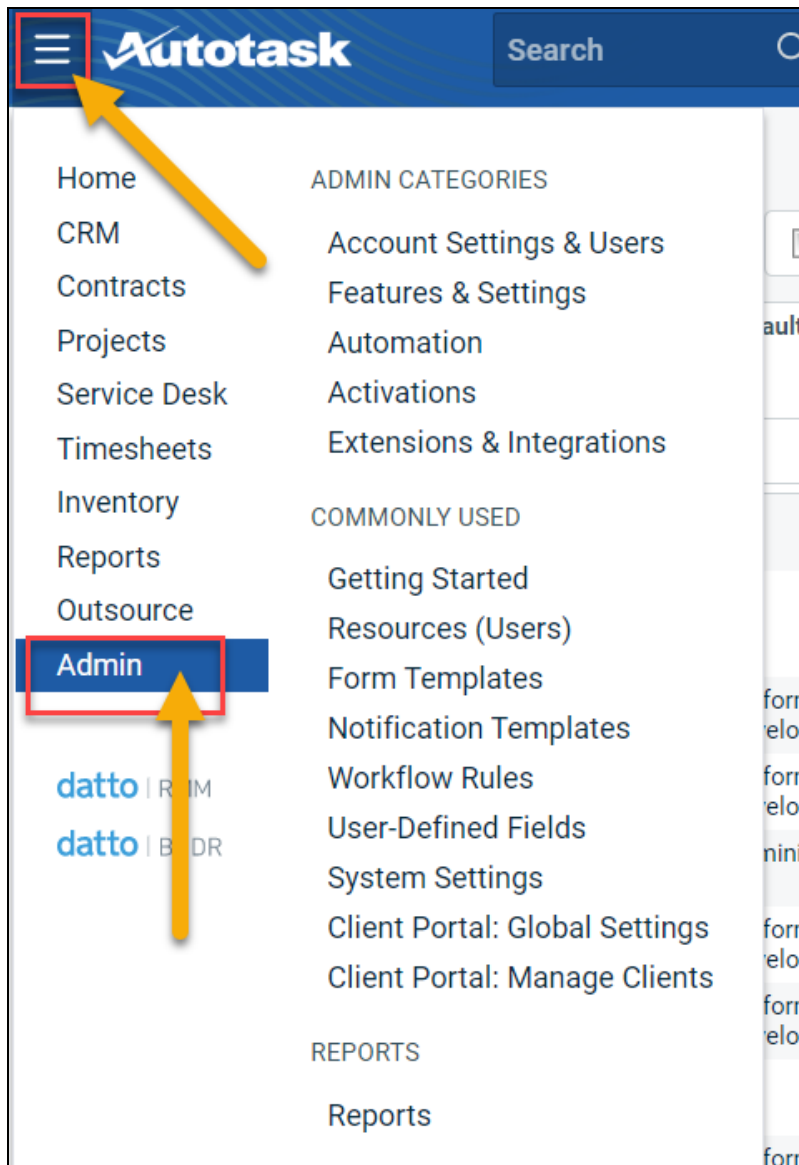 Autotask
Search
Home
CRM
Contracts
Projects
Service Desk
Timesheets
Inventory
Reports
Outsource
Admin
datto
datto
ADMIN CATEGORIES
Account Settings & Users
Features & Settings
Automation
Activations
Extensions & Integrations
COMMONLY USED
Getting Started
Resources (Users)
Form Templates
Notification Templates
Workflow Rules
User-Defined Fields
System Settings
Client Portal: Global Settings
Client Portal: Manage Clients
REPORTS
Reports